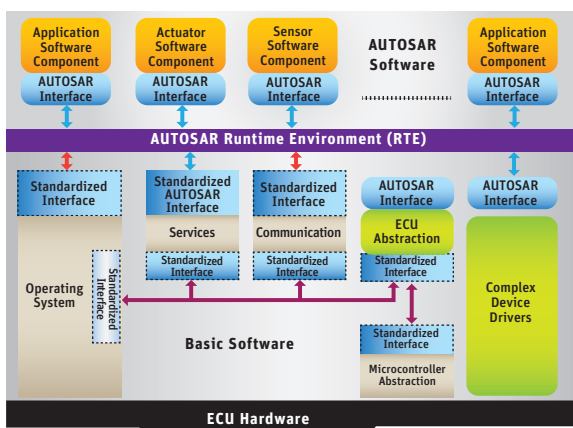 Application
Software
Component
AUTOSAR
Interface
Actuator
Software
Component
AUTOSAR
Interface
Sensor
Software
Component
AUTOSAR
Interface
AUTOSAR
Software
Application
Software
Component
AUTOSAR
Interface
AUTOSAR Runtime Environment (RTE)
Standardized
Interface
Operating
System
Standardized
Interface
Standardized
AUTOSAR
Interface
Services
Standardized
Interface
Standardized
Interface
Communication
Standardized
Interface
AUTOSAR
Interface
ECU
Abstraction
Standardized
Interface
Standardized
Interface
Microcontroller
Abstraction
AUTOSAR
Interface
Complex
Device
Drivers
Basic Software
ECU Hardware